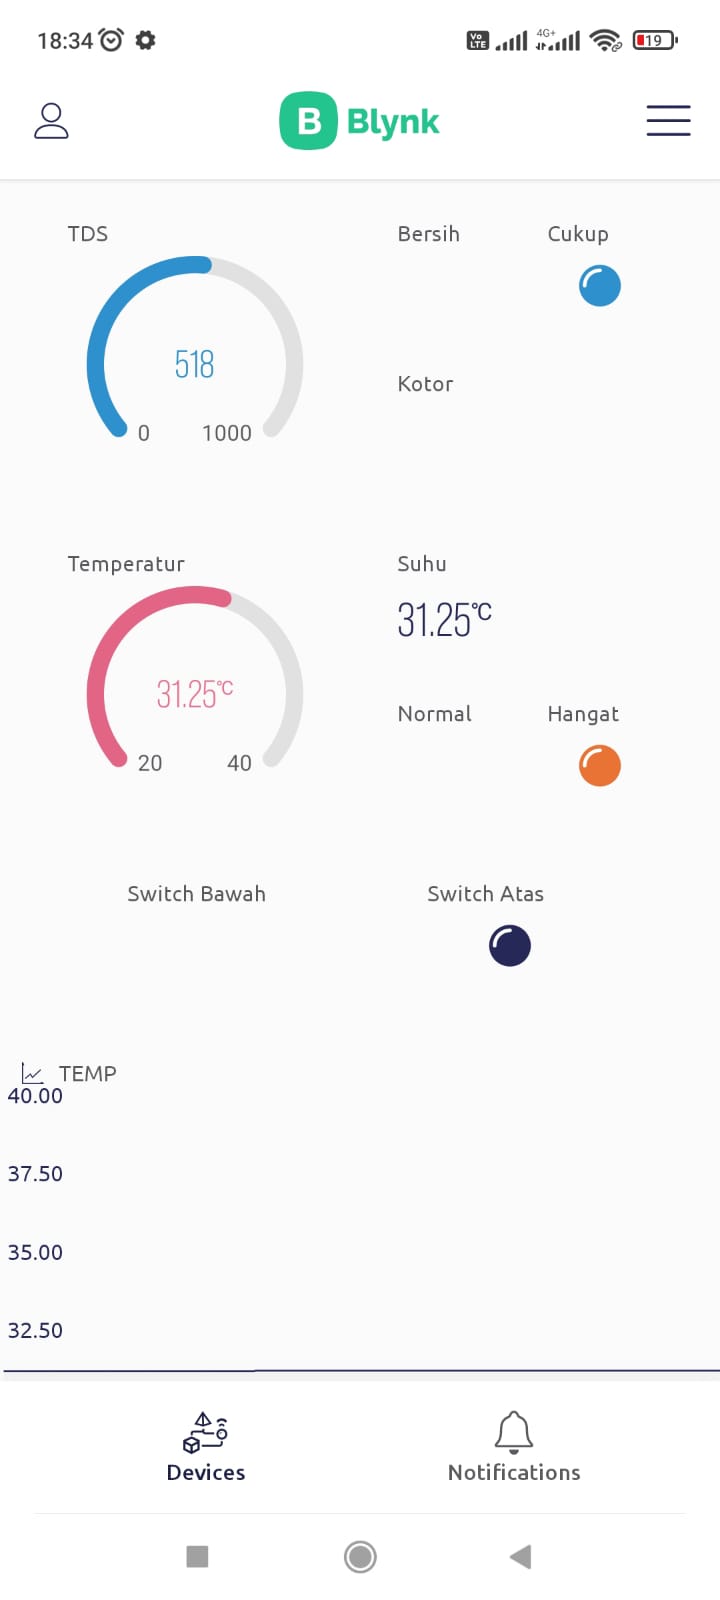 18:34 Vo LTE 4G+ 19
B Blynk
TDS
518
0 1000
Bersih Cukup
Kotor
Temperatur
31.25°C
20 40
Suhu
31.25°C
Normal Hangat
Switch Bawah Switch Atas
TEMP
40.00
37.50
35.00
32.50
Devices Notifications